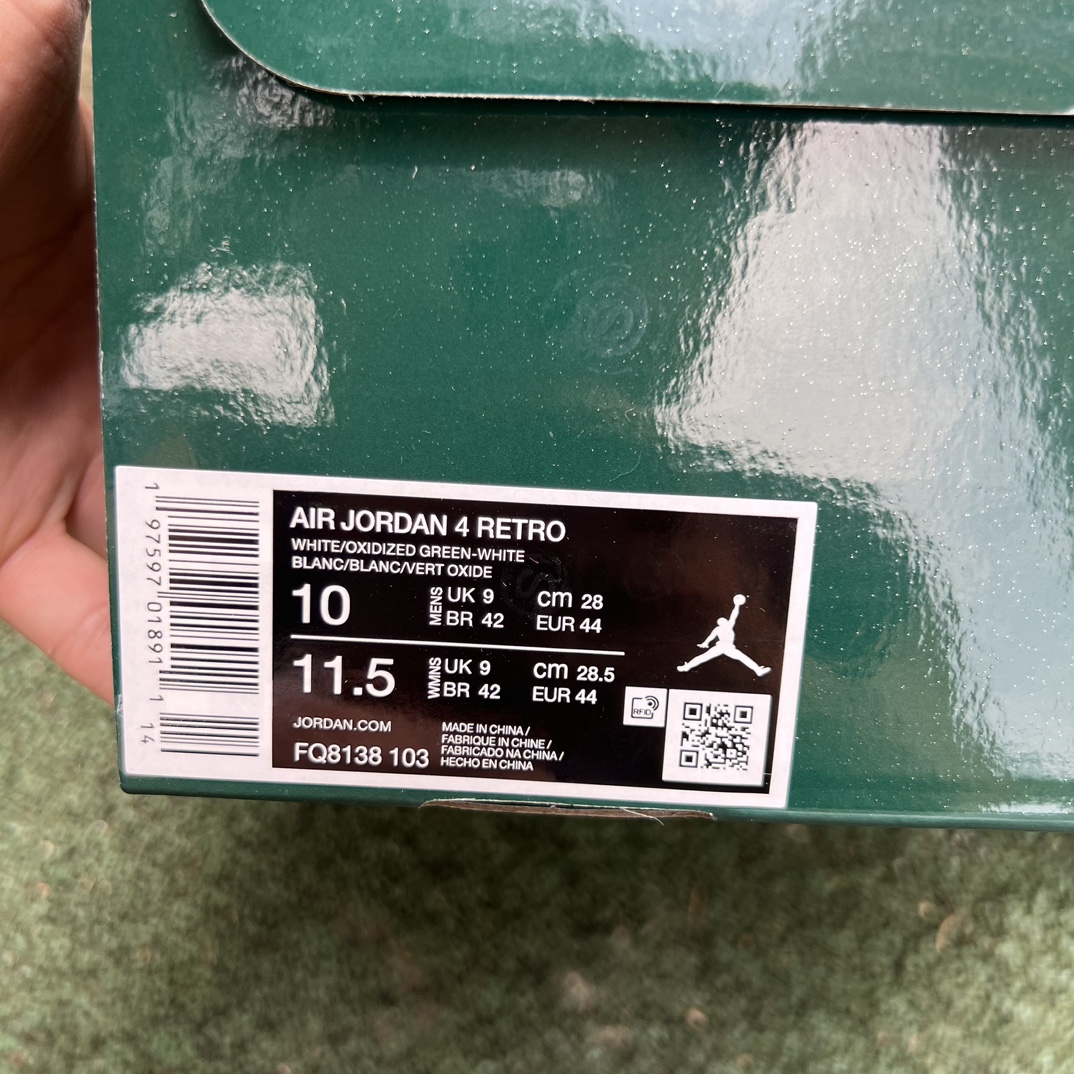 1 97597 01891 1 14
AIR JORDAN 4 RETRO
WHITE/OXIDIZED GREEN-WHITE
BLANC/BLANC/VERT OXIDE
10 MENS UK 9 cm 28
BR 42 EUR 44
11.5 WMNS UK 9 cm 28.5
BR 42 EUR 44
RFID
JORDAN.COM
FQ8138 103
MADE IN CHINA /
FABRIQUE IN CHINE /
FABRICADO NA CHINA /
HECHO EN CHINA